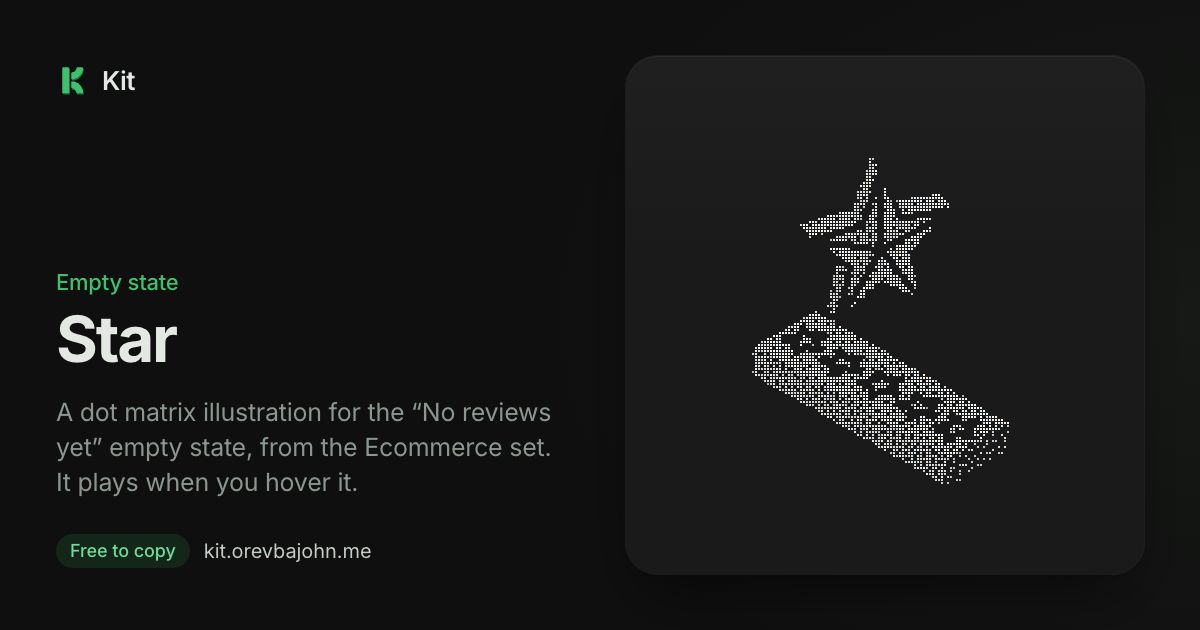 Kit
Empty state
Star
A dot matrix illustration for the “No reviews
yet” empty state, from the Ecommerce set.
It plays when you hover it.
Free to copy
kit.orevbajohn.me